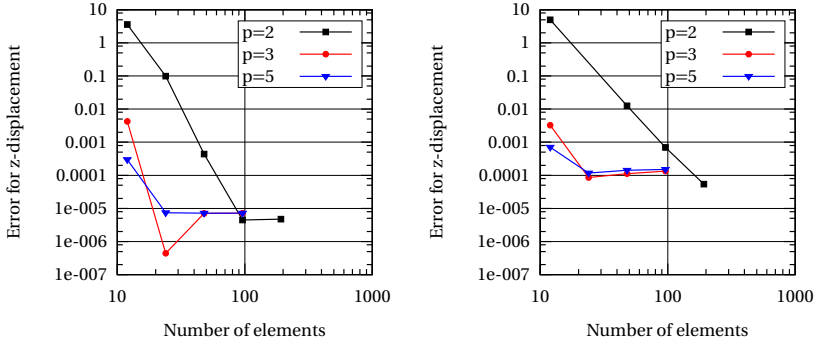 10
1
0.1
0.01
0.001
0.0001
1e-005
1e-006
1e-007
10
100
1000
Error for z-displacement
Number of elements
p=2
p=3
p=5
10
1
0.1
0.01
0.001
0.0001
1e-005
1e-006
1e-007
10
100
1000
Error for z-displacement
Number of elements
p=2
p=3
p=5